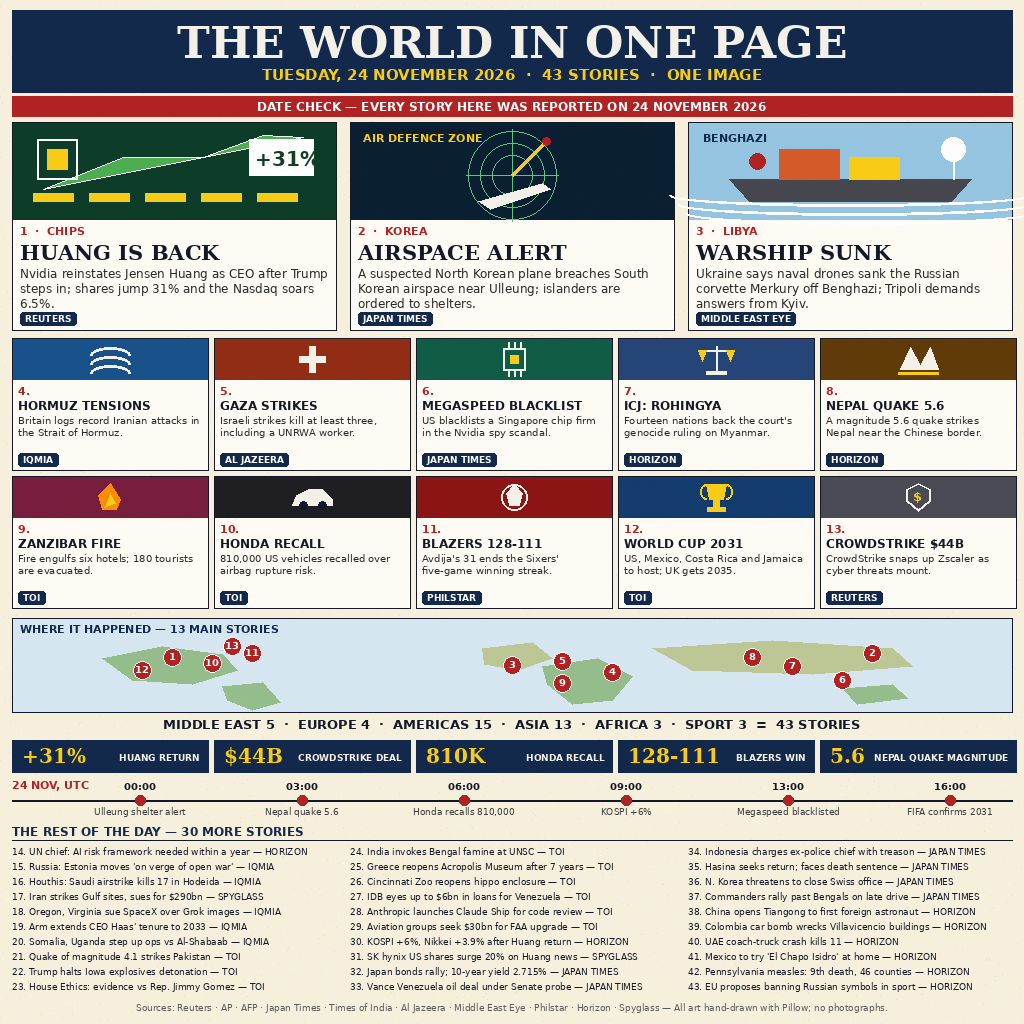 THE WORLD IN ONE PAGE
TUESDAY, 24 NOVEMBER 2026 · 43 STORIES · ONE IMAGE
DATE CHECK — EVERY STORY HERE WAS REPORTED ON 24 NOVEMBER 2026
+31%
1 · CHIPS
HUANG IS BACK
Nvidia reinstates Jensen Huang as CEO after Trump
steps in; shares jump 31% and the Nasdaq soars
6.5%.
REUTERS
AIR DEFENCE ZONE
2 · KOREA
AIRSPACE ALERT
A suspected North Korean plane breaches South
Korean airspace near Ulleung; islanders are
ordered to shelters.
JAPAN TIMES
BENGHAZI
3 · LIBYA
WARSHIP SUNK
Ukraine says naval drones sank the Russian
corvette Merkury off Benghazi; Tripoli demands
answers from Kyiv.
MIDDLE EAST EYE
4.
HORMUZ TENSIONS
Britain logs record Iranian attacks in
the Strait of Hormuz.
IQMIA
5.
GAZA STRIKES
Israeli strikes kill at least three,
including a UNRWA worker.
AL JAZEERA
6.
MEGASPEED BLACKLIST
US blacklists a Singapore chip firm
in the Nvidia spy scandal.
JAPAN TIMES
7.
ICJ: ROHINGYA
Fourteen nations back the court's
genocide ruling on Myanmar.
HORIZON
8.
NEPAL QUAKE 5.6
A magnitude 5.6 quake strikes
Nepal near the Chinese border.
HORIZON
9.
ZANZIBAR FIRE
Fire engulfs six hotels; 180 tourists
are evacuated.
TOI
10.
HONDA RECALL
810,000 US vehicles recalled over
airbag rupture risk.
TOI
11.
BLAZERS 128-111
Avdija's 31 ends the Sixers'
five-game winning streak.
PHILSTAR
12.
WORLD CUP 2031
US, Mexico, Costa Rica and Jamaica
to host; UK gets 2035.
TOI
$
13.
CROWDSTRIKE $44B
CrowdStrike snaps up Zscaler as
cyber threats mount.
REUTERS
WHERE IT HAPPENED — 13 MAIN STORIES
12
1
10
13
11
3
5
9
4
8
7
6
2
MIDDLE EAST 5 · EUROPE 4 · AMERICAS 15 · ASIA 13 · AFRICA 3 · SPORT 3 = 43 STORIES
+31% HUANG RETURN
$44B CROWDSTRIKE DEAL
810K HONDA RECALL
128-111 BLAZERS WIN
5.6 NEPAL QUAKE MAGNITUDE
24 NOV, UTC
00:00
Ulleung shelter alert
03:00
Nepal quake 5.6
06:00
Honda recalls 810,000
09:00
KOSPI +6%
13:00
Megaspeed blacklisted
16:00
FIFA confirms 2031
THE REST OF THE DAY — 30 MORE STORIES
14. UN chief: AI risk framework needed within a year — HORIZON
15. Russia: Estonia moves 'on verge of open war' — IQMIA
16. Houthis: Saudi airstrike kills 17 in Hodeida — IQMIA
17. Iran strikes Gulf sites, sues for $290bn — SPYGLASS
18. Oregon, Virginia sue SpaceX over Grok images — IQMIA
19. Arm extends CEO Haas' tenure to 2033 — IQMIA
20. Somalia, Uganda step up ops vs Al-Shabaab — IQMIA
21. Quake of magnitude 4.1 strikes Pakistan — TOI
22. Trump halts Iowa explosives detonation — TOI
23. House Ethics: evidence vs Rep. Jimmy Gomez — TOI
24. India invokes Bengal famine at UNSC — TOI
25. Greece reopens Acropolis Museum after 7 years — TOI
26. Cincinnati Zoo reopens hippo enclosure — TOI
27. IDB eyes up to $6bn in loans for Venezuela — TOI
28. Anthropic launches Claude Ship for code review — TOI
29. Aviation groups seek $30bn for FAA upgrade — TOI
30. KOSPI +6%, Nikkei +3.9% after Huang return — HORIZON
31. SK hynix US shares surge 20% on Huang news — SPYGLASS
32. Japan bonds rally; 10-year yield 2.715% — JAPAN TIMES
33. Vance Venezuela oil deal under Senate probe — JAPAN TIMES
34. Indonesia charges ex-police chief with treason — JAPAN TIMES
35. Hasina seeks return; faces death sentence — JAPAN TIMES
36. N. Korea threatens to close Swiss office — JAPAN TIMES
37. Commanders rally past Bengals on late drive — JAPAN TIMES
38. China opens Tiangong to first foreign astronaut — HORIZON
39. Colombia car bomb wrecks Villavicencio buildings — HORIZON
40. UAE coach-truck crash kills 11 — HORIZON
41. Mexico to try 'El Chapo Isidro' at home — HORIZON
42. Pennsylvania measles: 9th death, 46 counties — HORIZON
43. EU proposes banning Russian symbols in sport — HORIZON
Sources: Reuters · AP · AFP · Japan Times · Times of India · Al Jazeera · Middle East Eye · Philstar · Horizon · Spyglass — All art hand-drawn with Pillow; no photographs.